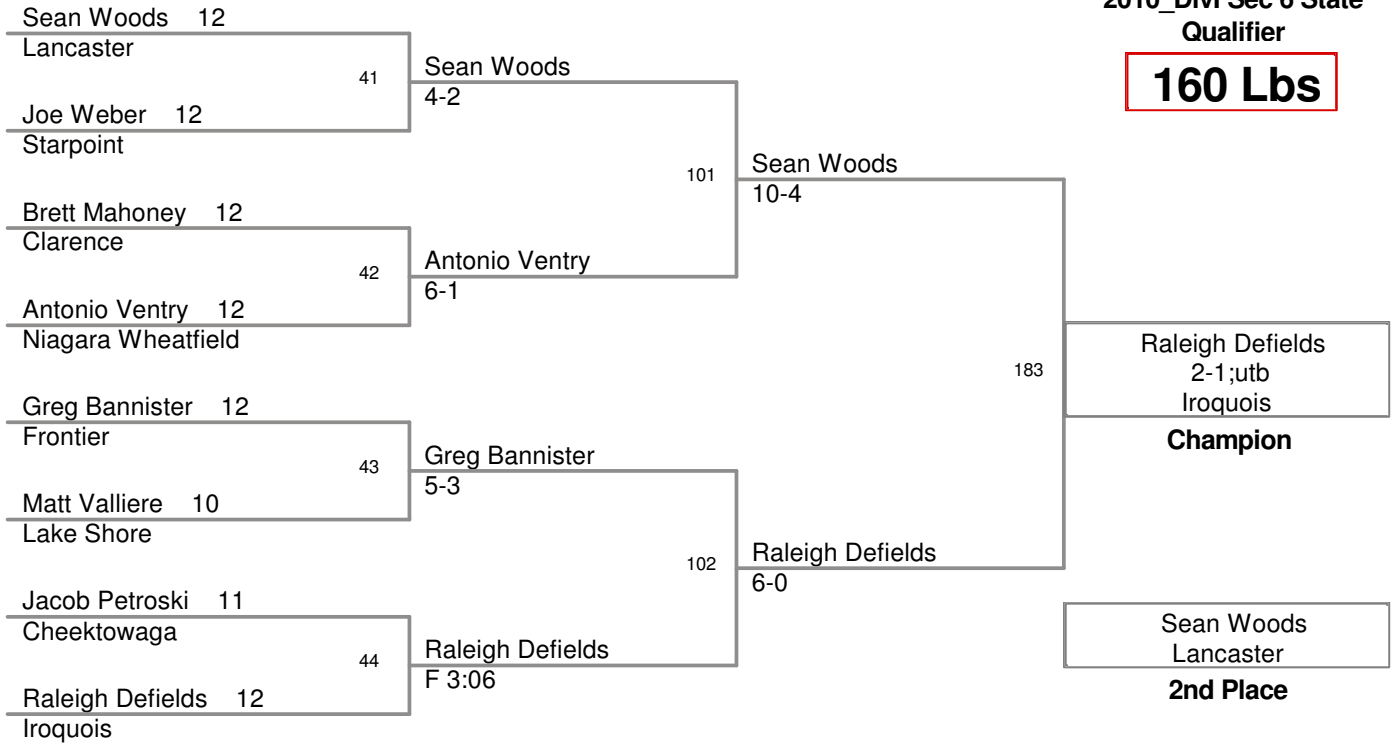 2010_DivI Sec 6 State
Qualifier
160 Lbs
Sean Woods 12
Lancaster
41
Joe Weber 12
Starpoint
Sean Woods
4-2
Brett Mahoney 12
Clarence
42
Antonio Ventry 12
Niagara Wheatfield
Antonio Ventry
6-1
101
Sean Woods
10-4
Greg Bannister 12
Frontier
43
Matt Valliere 10
Lake Shore
Greg Bannister
5-3
Jacob Petroski 11
Cheektowaga
44
Raleigh Defields 12
Iroquois
Raleigh Defields
F 3:06
102
Raleigh Defields
6-0
183
Raleigh Defields
2-1;utb
Iroquois
Champion
Sean Woods
Lancaster
2nd Place